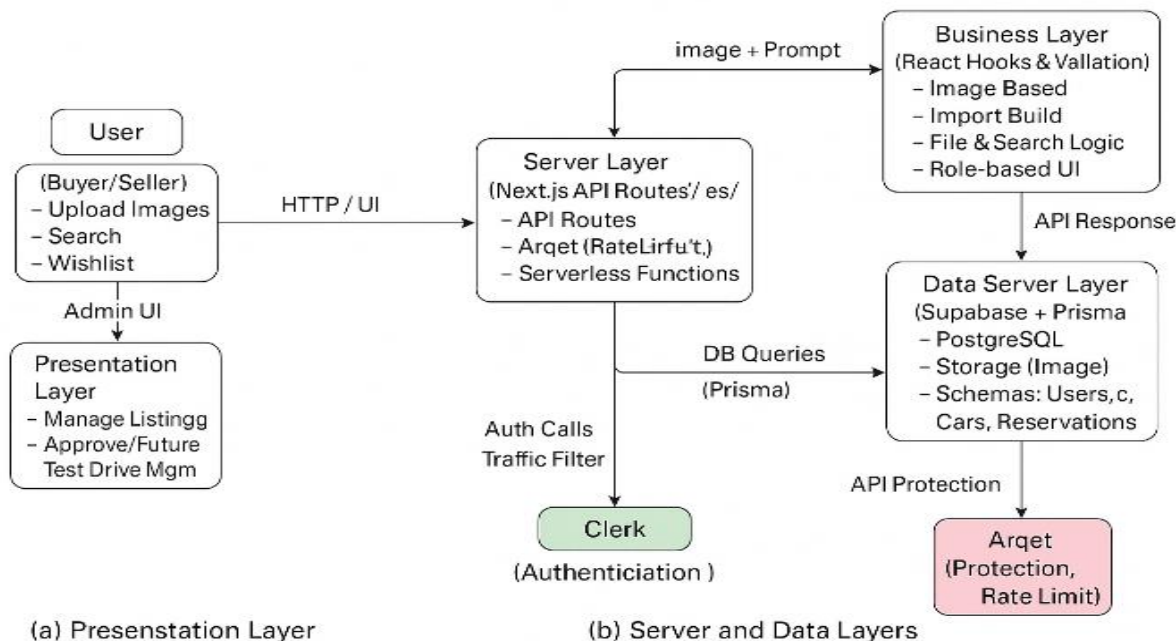 User
(Buyer/Seller)
– Upload Images
– Search
– Wishlist
Admin UI
Presentation
Layer
– Manage Listingg
– Approve/Future
Test Drive Mgm
HTTP / UI
image + Prompt
Server Layer
(Next.js API Routes'/ es/
– API Routes
– Arqet (RateLirfu't,)
– Serverless Functions
Business Layer
(React Hooks & Vallation)
– Image Based
– Import Build
– File & Search Logic
– Role-based UI
API Response
Data Server Layer
(Supabase + Prisma
– PostgreSQL
– Storage (Image)
– Schemas: Users, c,
Cars, Reservations
DB Queries
(Prisma)
Auth Calls
Traffic Filter
Clerk
(Authenticiation )
API Protection
Arqet
(Protection,
Rate Limit)
(a) Presenstation Layer
(b) Server and Data Layers